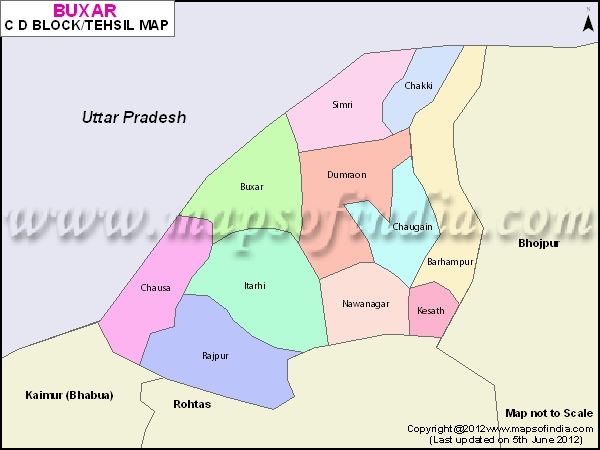 BUXAR
C D BLOCK/TEHSIL MAP
N
Uttar Pradesh
Chakki
Simri
Dumraon
Buxar
Chaugain
Bhojpur
Barhampur
Chausa
Itarhi
Nawanagar
Kesath
Rajpur
Kaimur (Bhabua)
Rohtas
Map not to Scale
Copyright@2012www.mapsofindia.com
(Last updated on 5th June 2012)
www.mapsofindia.com